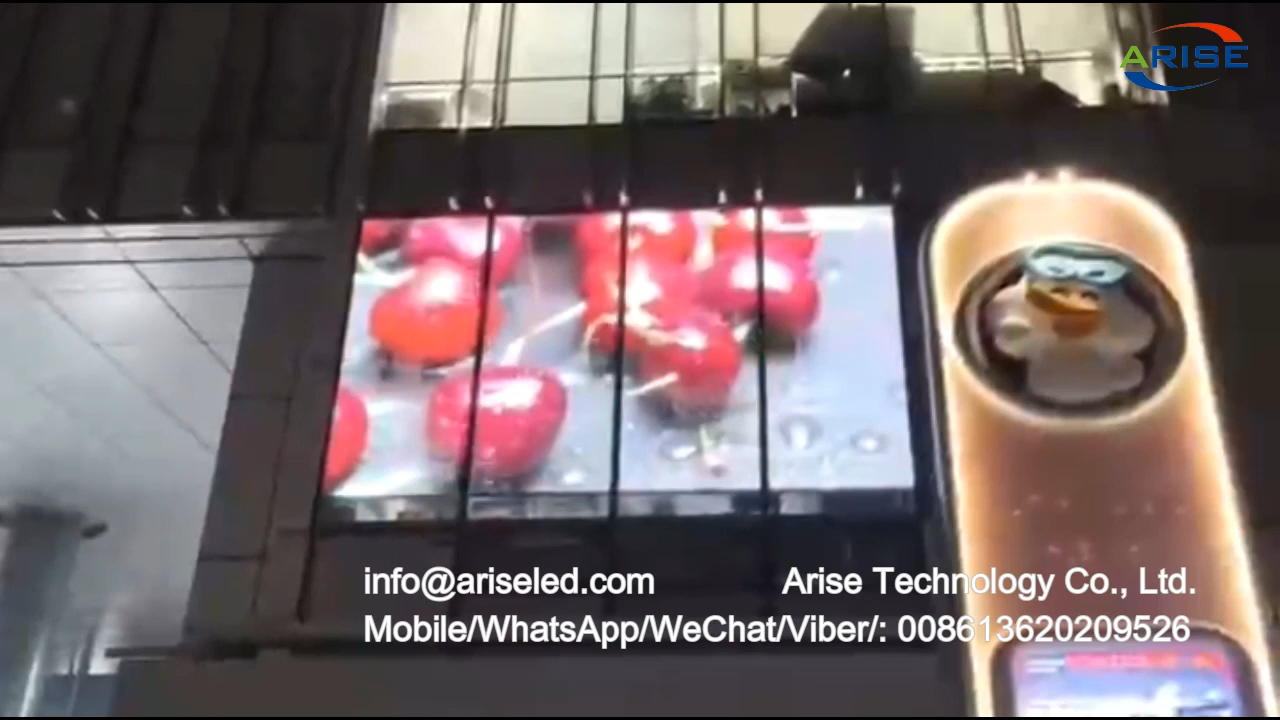 ARISE
info@ariseled.com Arise Technology Co., Ltd.
Mobile/WhatsApp/WeChat/Viber/: 008613620209526